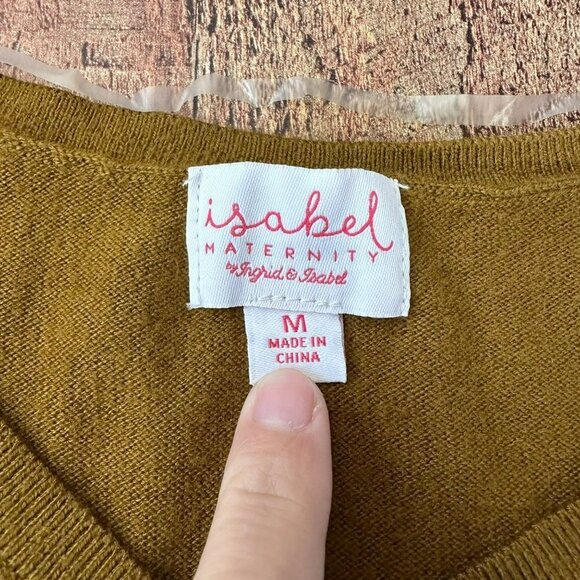 isabel
MATERNITY
by Ingrid & Isabel
M
MADE IN
CHINA